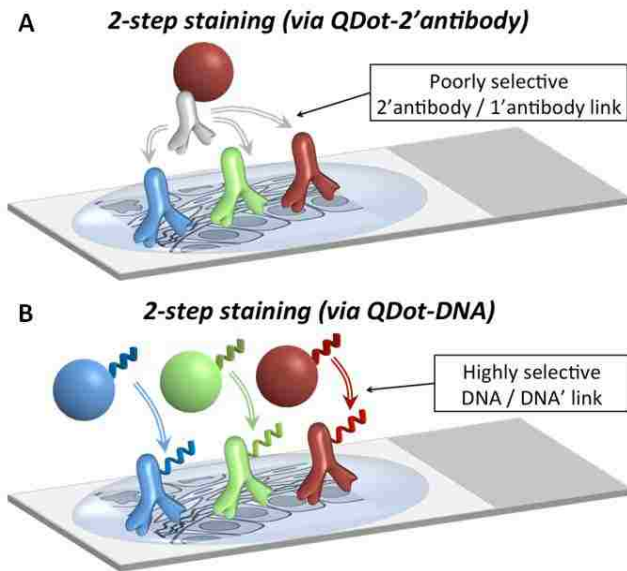 A
2-step staining (via QDot-2'antibody)
Poorly selective
2'antibody / 1'antibody link
B
2-step staining (via QDot-DNA)
Highly selective
DNA / DNA' link